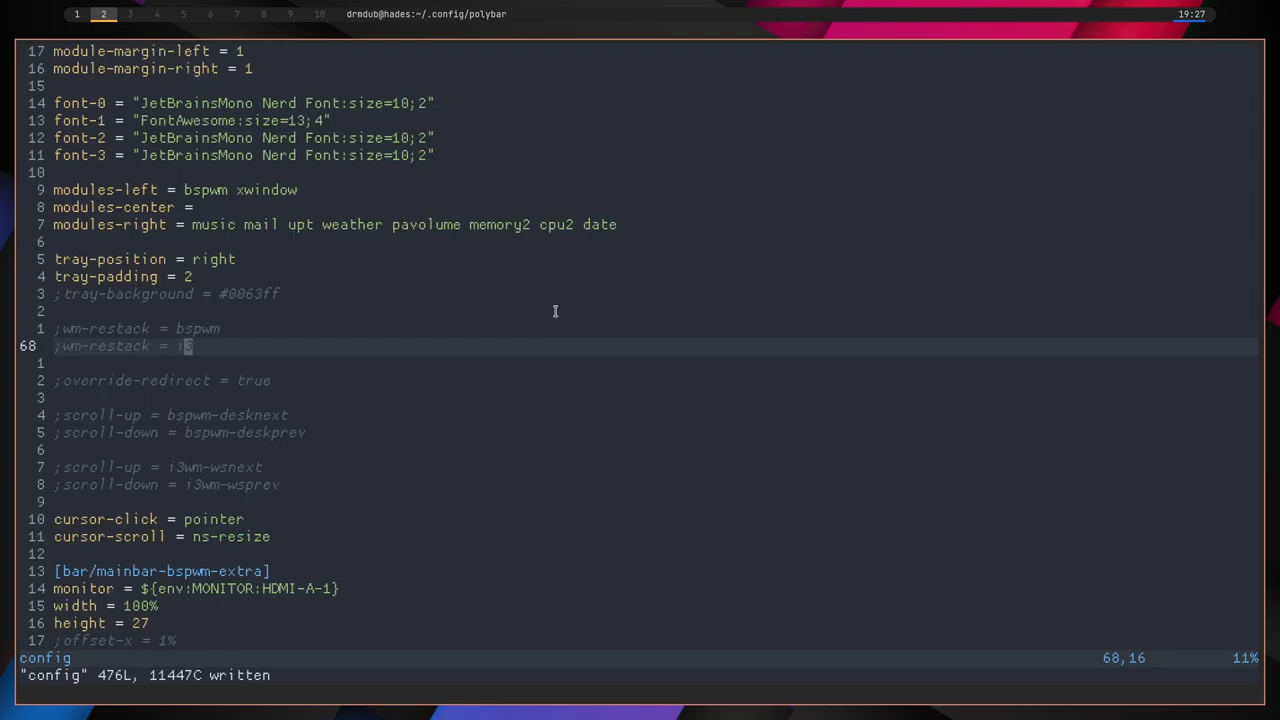 1 2 3 4 5 6 7 8 9 10 drmdub@hades:~/.config/polybar 19:27
17 module-margin-left = 1
16 module-margin-right = 1
15
14 font-0 = "JetBrainsMono Nerd Font:size=10;2"
13 font-1 = "FontAwesome:size=13;4"
12 font-2 = "JetBrainsMono Nerd Font:size=10;2"
11 font-3 = "JetBrainsMono Nerd Font:size=10;2"
10
9 modules-left = bspwm xwindow
8 modules-center =
7 modules-right = music mail upt weather pavolume memory2 cpu2 date
6
5 tray-position = right
4 tray-padding = 2
3 ;tray-background = #0063ff
2
1 ;wm-restack = bspwm
68 ;wm-restack = i3
1
2 ;override-redirect = true
3
4 ;scroll-up = bspwm-desknext
5 ;scroll-down = bspwm-deskprev
6
7 ;scroll-up = i3wm-wsnext
8 ;scroll-down = i3wm-wsprev
9
10 cursor-click = pointer
11 cursor-scroll = ns-resize
12
13 [bar/mainbar-bspwm-extra]
14 monitor = ${env:MONITOR:HDMI-A-1}
15 width = 100%
16 height = 27
17 ;offset-x = 1%
config 68,16 11%
"config" 476L, 11447C written